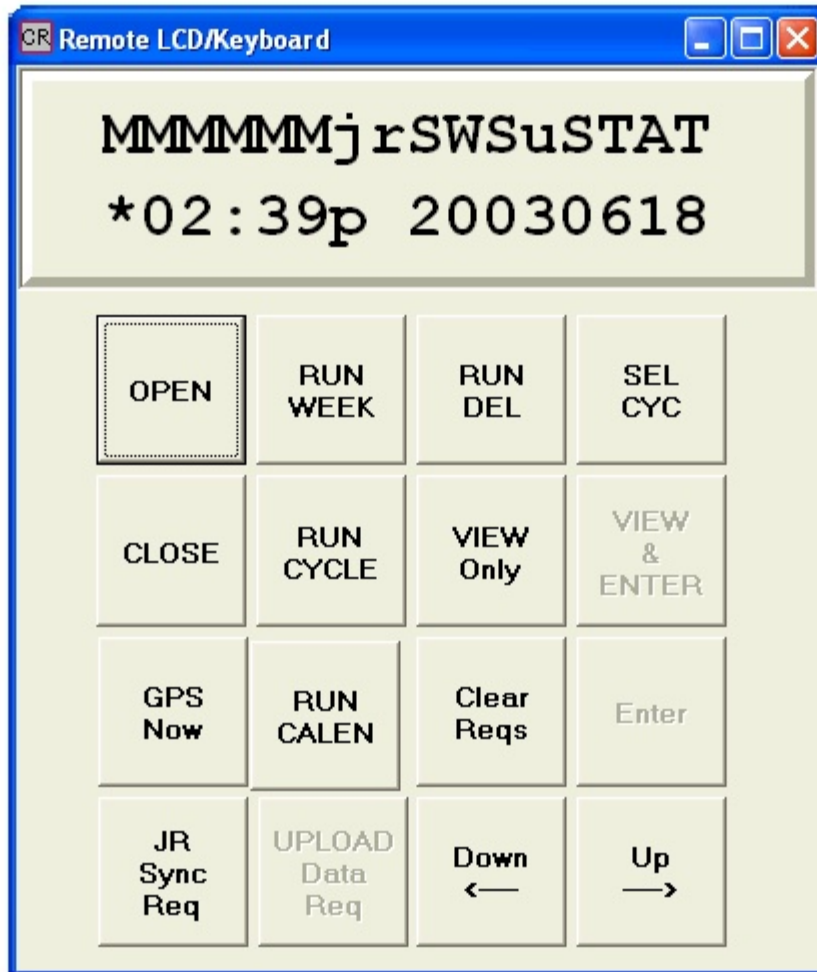 CR Remote LCD/Keyboard
MMMMMMjrSWSuSTAT
*02:39p 20030618
OPEN
RUN
WEEK
RUN
DEL
SEL
CYC
CLOSE
RUN
CYCLE
VIEW
Only
VIEW
&
ENTER
GPS
Now
RUN
CALEN
Clear
Reqs
Enter
JR
Sync
Req
UPLOAD
Data
Req
Down
<—
Up
—>